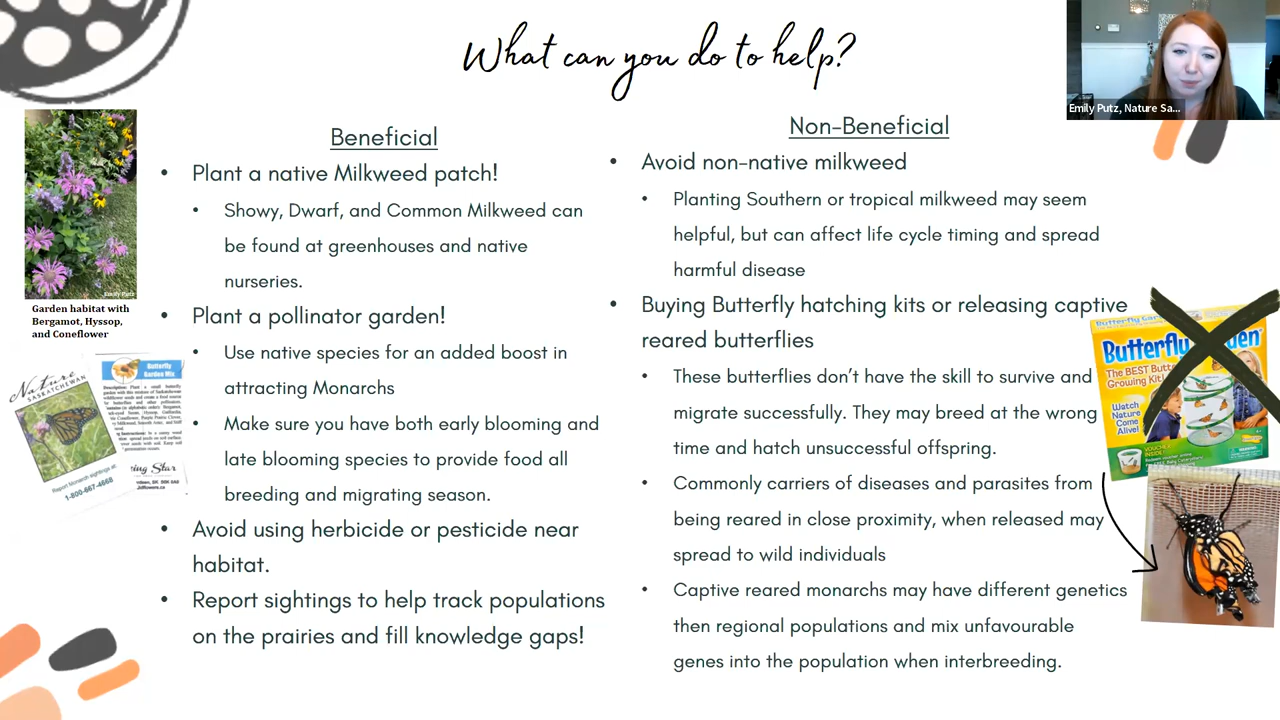 What can you do to help?
Emily Putz, Nature Sa...
Beneficial
• Plant a native Milkweed patch!
• Showy, Dwarf, and Common Milkweed can
be found at greenhouses and native
nurseries.
• Plant a pollinator garden!
• Use native species for an added boost in
attracting Monarchs
• Make sure you have both early blooming and
late blooming species to provide food all
breeding and migrating season.
• Avoid using herbicide or pesticide near
habitat.
• Report sightings to help track populations
on the prairies and fill knowledge gaps!
Non-Beneficial
• Avoid non-native milkweed
• Planting Southern or tropical milkweed may seem
helpful, but can affect life cycle timing and spread
harmful disease
• Buying Butterfly hatching kits or releasing captive
reared butterflies
• These butterflies don't have the skill to survive and
migrate successfully. They may breed at the wrong
time and hatch unsuccessful offspring.
• Commonly carriers of diseases and parasites from
being reared in close proximity, when released may
spread to wild individuals
• Captive reared monarchs may have different genetics
then regional populations and mix unfavourable
genes into the population when interbreeding.
Emily Putz
Garden habitat with
Bergamot, Hyssop,
and Coneflower
Nature
SASKATCHEWAN
Report Monarch sightings at
1-800-667-4668
Butterfly
Garden Mix
Butterfly
The BEST
Growing Kit
Watch
Nature
Come
Alive!